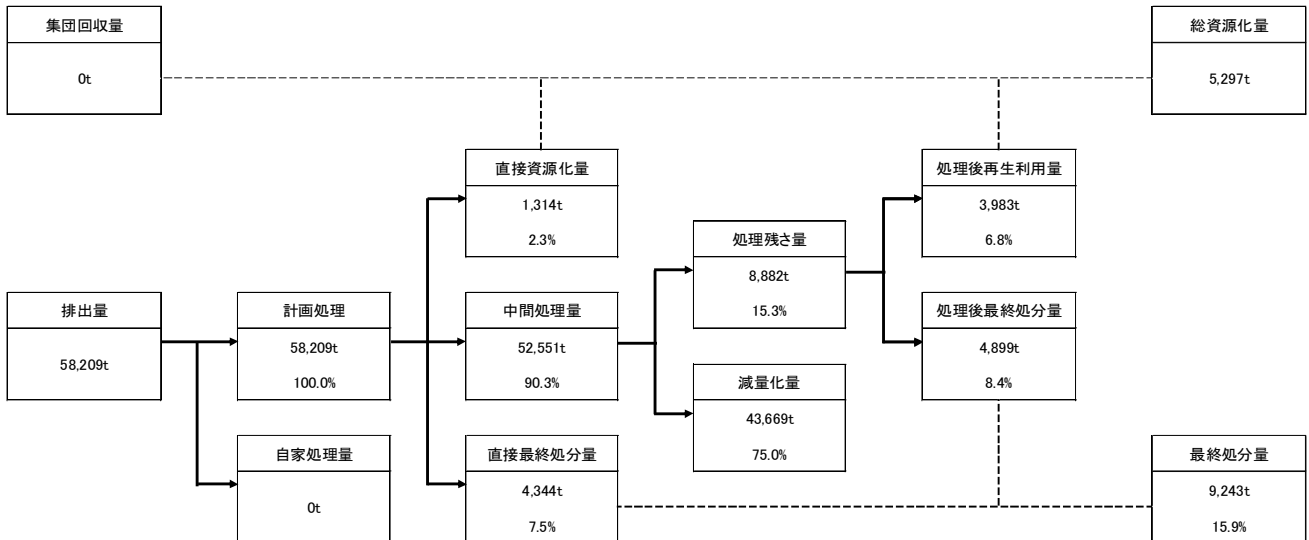 集団回収量
0t
総資源化量
5,297t
直接資源化量
1,314t
2.3%
処理後再生利用量
3,983t
6.8%
処理残さ量
8,882t
15.3%
排出量
58,209t
計画処理
58,209t
100.0%
中間処理量
52,551t
90.3%
処理後最終処分量
4,899t
8.4%
減量化量
43,669t
75.0%
自家処理量
0t
直接最終処分量
4,344t
7.5%
最終処分量
9,243t
15.9%